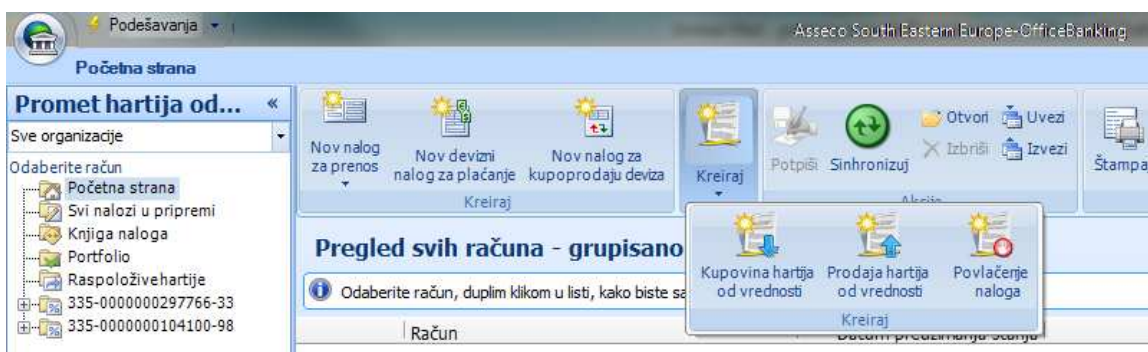 Podešavanja
Asseco South Eastern Europe-OfficeBanking
Početna strana
Promet hartija od... «
Sve organizacije
Odaberite račun
Početna strana
Svi nalozi u pripremi
Knjiga naloga
Portfolio
Raspoložive hartije
335-0000000297766-33
335-0000000104100-98
Nov nalog
za prenos
Nov devizni
nalog za plaćanje
Nov nalog za
kupoprodaju deviza
Kreiraj
Kreiraj
Potpiši
Sinhronizuj
Otvori
Uvezi
Izbriši
Izvezi
Štampa
Akcije
Pregled svih računa - grupisano
Odaberite račun, duplim klikom u listi, kako biste
Kupovina hartija
od vrednosti
Prodaja hartija
od vrednosti
Povlačenje
naloga
Kreiraj
Račun
Datum preuzimanja stanja